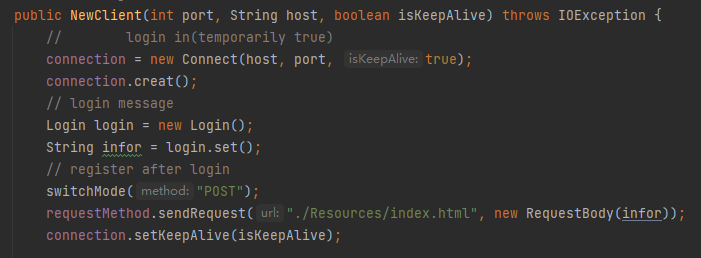 public NewClient(int port, String host, boolean isKeepAlive) throws IOException {
//        login in(temporarily true)
connection = new Connect(host, port, isKeepAlive: true);
connection.creat();
// login message
Login login = new Login();
String infor = login.set();
// register after login
switchMode( method: "POST");
requestMethod.sendRequest( url: "./Resources/index.html", new RequestBody(infor));
connection.setKeepAlive(isKeepAlive);